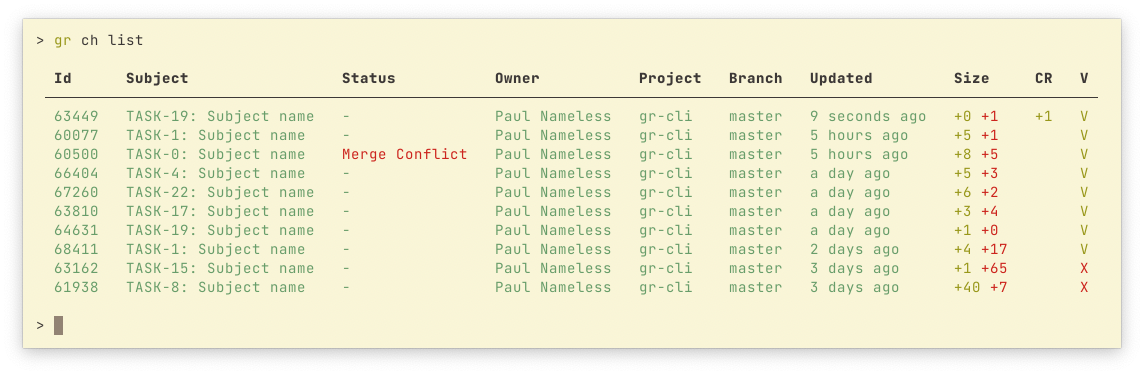 > gr ch list
Id Subject Status Owner Project Branch Updated Size CR V
63449 TASK-19: Subject name - Paul Nameless gr-cli master 9 seconds ago +0 +1 +1 V
60077 TASK-1: Subject name - Paul Nameless gr-cli master 5 hours ago +5 +1 V
60500 TASK-0: Subject name Merge Conflict Paul Nameless gr-cli master 5 hours ago +8 +5 V
66404 TASK-4: Subject name - Paul Nameless gr-cli master a day ago +5 +3 V
67260 TASK-22: Subject name - Paul Nameless gr-cli master a day ago +6 +2 V
63810 TASK-17: Subject name - Paul Nameless gr-cli master a day ago +3 +4 V
64631 TASK-19: Subject name - Paul Nameless gr-cli master a day ago +1 +0 V
68411 TASK-1: Subject name - Paul Nameless gr-cli master 2 days ago +4 +17 V
63162 TASK-15: Subject name - Paul Nameless gr-cli master 3 days ago +1 +65 X
61938 TASK-8: Subject name - Paul Nameless gr-cli master 3 days ago +40 +7 X
>